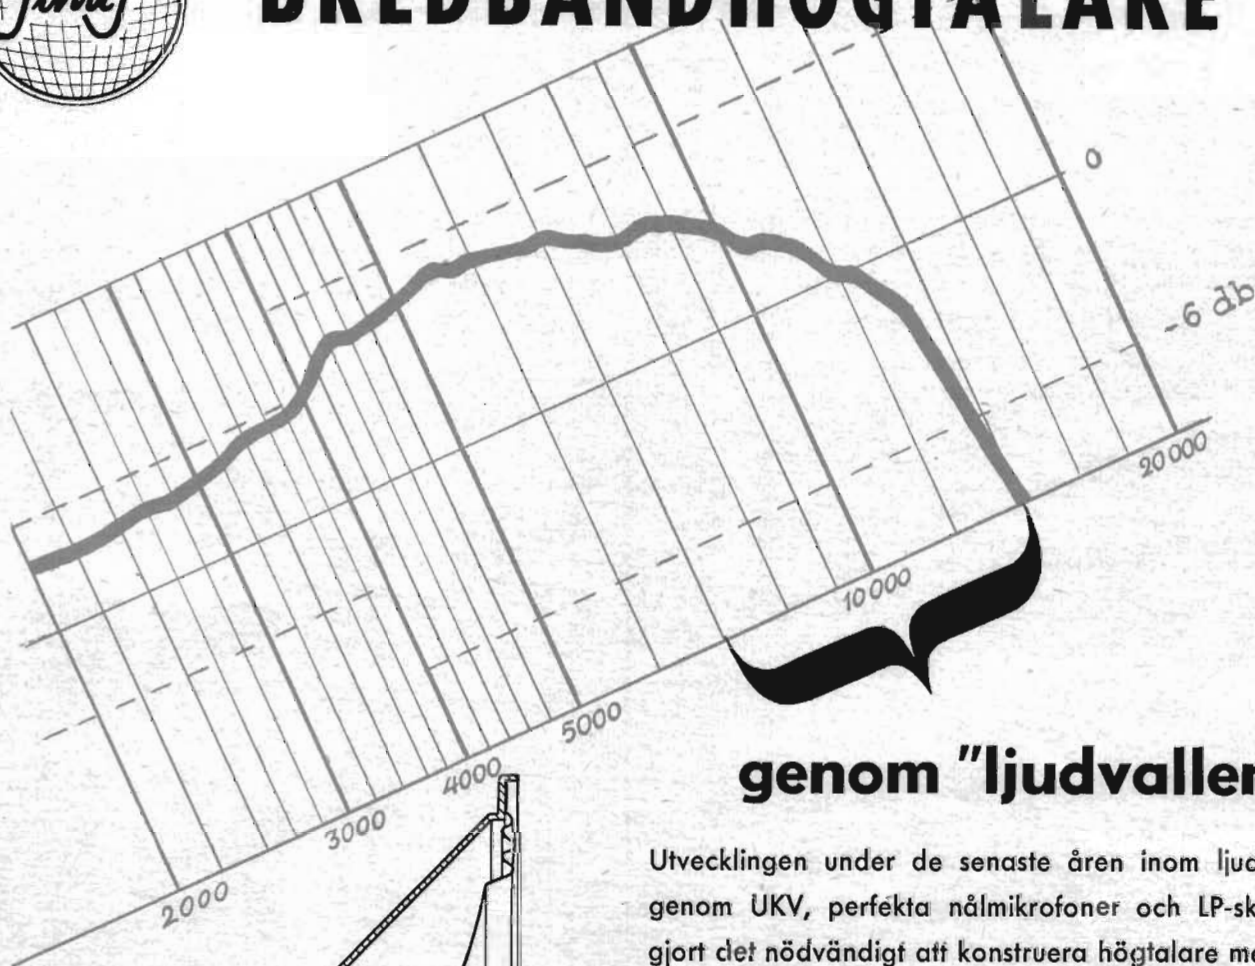 BREDBANDHÖGTALARE
0
-6 db
20 000
10 000
5000
4000
3000
2000
genom "ljudvallen
Utvecklingen under de senaste åren inom ljud
genom UKV, perfekta nålmikrofoner och LP-sk
gjort det nödvändigt att konstruera högtalare me